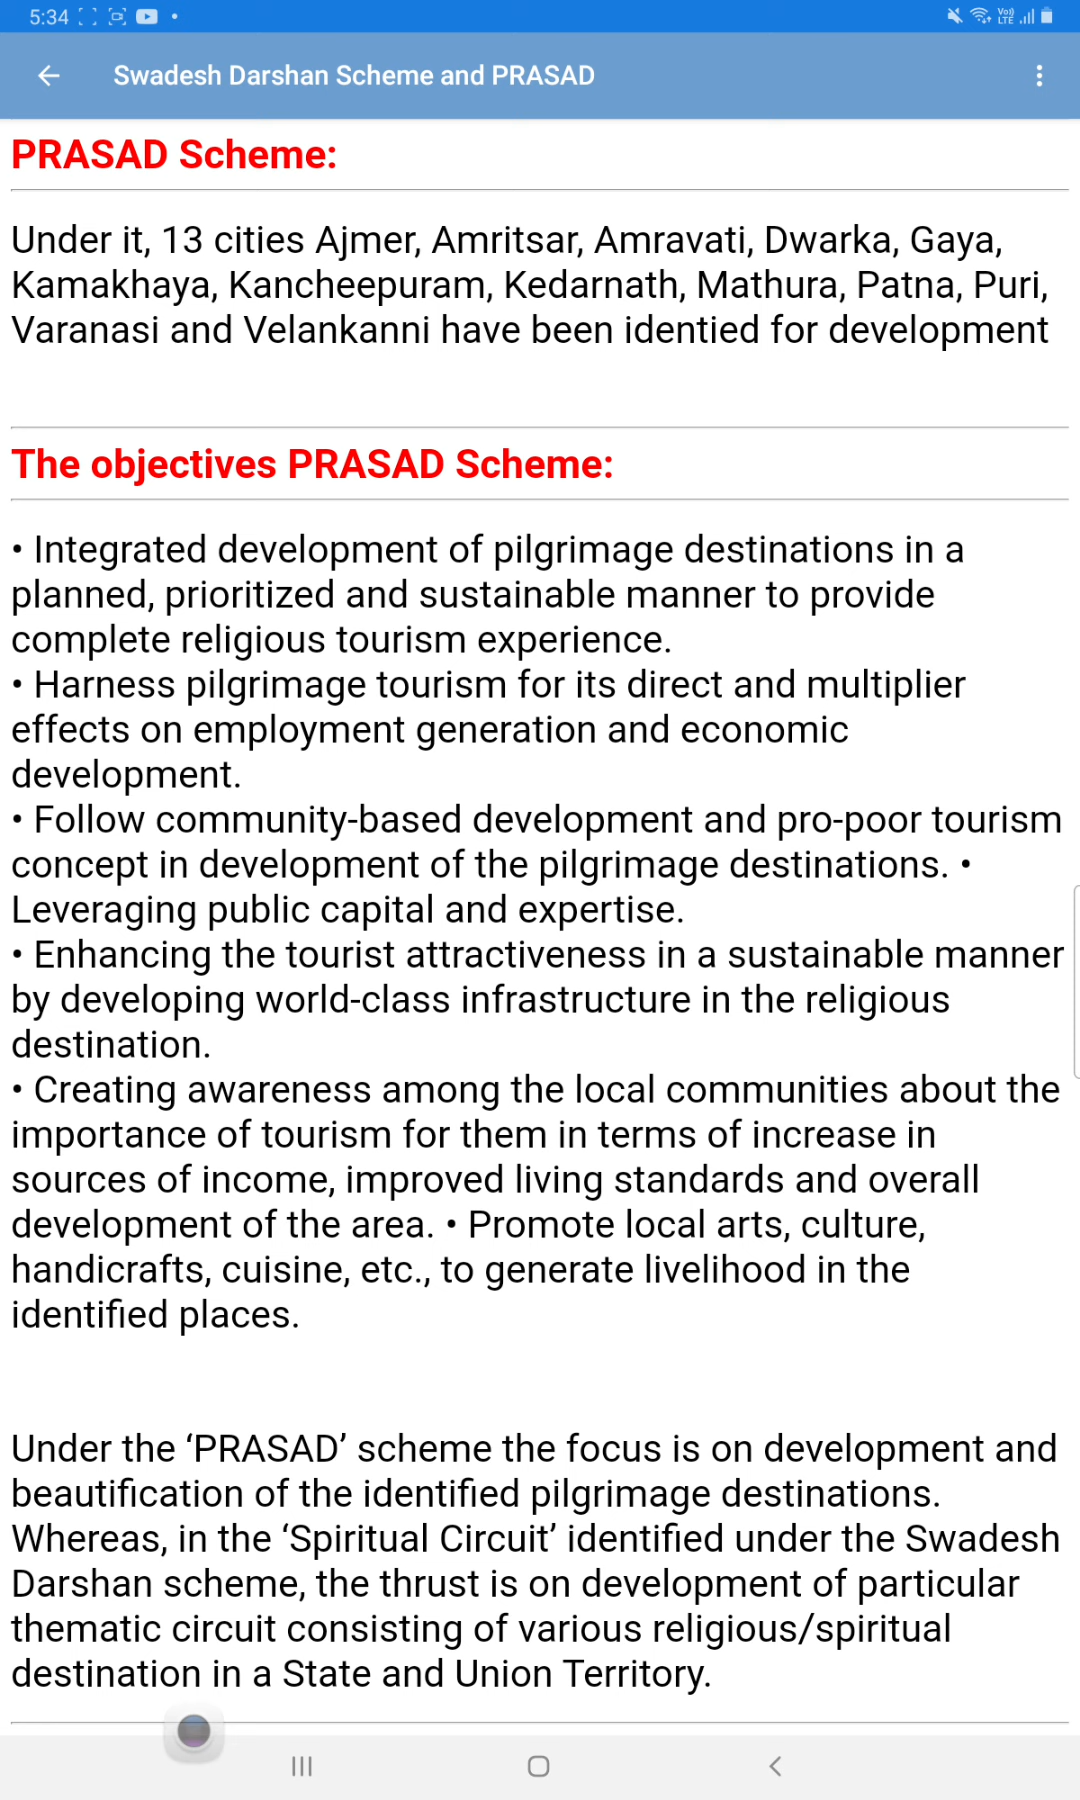 5:34
Vo)) LTE
Swadesh Darshan Scheme and PRASAD
PRASAD Scheme:
Under it, 13 cities Ajmer, Amritsar, Amravati, Dwarka, Gaya,
Kamakhaya, Kancheepuram, Kedarnath, Mathura, Patna, Puri,
Varanasi and Velankanni have been identied for development
The objectives PRASAD Scheme:
• Integrated development of pilgrimage destinations in a
planned, prioritized and sustainable manner to provide
complete religious tourism experience.
• Harness pilgrimage tourism for its direct and multiplier
effects on employment generation and economic
development.
• Follow community-based development and pro-poor tourism
concept in development of the pilgrimage destinations. •
Leveraging public capital and expertise.
• Enhancing the tourist attractiveness in a sustainable manner
by developing world-class infrastructure in the religious
destination.
• Creating awareness among the local communities about the
importance of tourism for them in terms of increase in
sources of income, improved living standards and overall
development of the area. • Promote local arts, culture,
handicrafts, cuisine, etc., to generate livelihood in the
identified places.
Under the ‘PRASAD’ scheme the focus is on development and
beautification of the identified pilgrimage destinations.
Whereas, in the ‘Spiritual Circuit’ identified under the Swadesh
Darshan scheme, the thrust is on development of particular
thematic circuit consisting of various religious/spiritual
destination in a State and Union Territory.